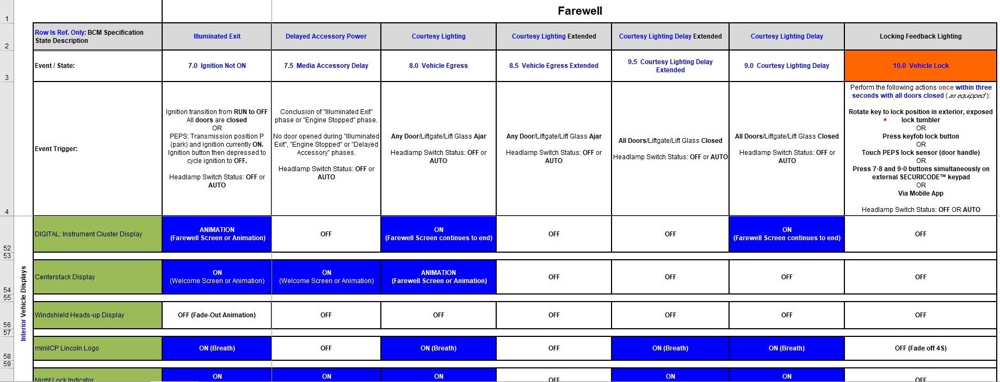 Farewell
1
Row Is Ref. Only: BCM Specification
State Description
Illuminated Exit
Delayed Accessory Power
Courtesy Lighting
Courtesy Lighting Extended
Courtesy Lighting Delay Extended
Courtesy Lighting Delay
Locking Feedback Lighting
2
Event / State:
7.0 Ignition Not ON
7.5 Media Accessory Delay
8.0 Vehicle Egress
8.5 Vehicle Egress Extended
9.5 Courtesy Lighting Delay
Extended
9.0 Courtesy Lighting Delay
10.0 Vehicle Lock
3
Event Trigger:
Ignition transition from RUN to OFF
All doors are closed
OR
PEPS: Transmission position P
(park) and ignition currently ON.
Ignition button then depressed to
cycle ignition to OFF.
Headlamp Switch Status: OFF or
AUTO
Conclusion of "Illuminated Exit"
phase or "Engine Stopped" phase.
No door opened during "Illuminated
Exit", "Engine Stopped" or "Delayed
Accessory" phases.
Headlamp Switch Status: OFF or
AUTO
Any Door/Liftgate/Lift Glass Ajar
Headlamp Switch Status: OFF or
AUTO
Any Door/Liftgate/Lift Glass Ajar
Headlamp Switch Status: OFF or
AUTO
All Doors/Liftgate/Lift Glass Closed
Headlamp Switch Status: OFF or AUTO
All Doors/Liftgate/Lift Glass Closed
Headlamp Switch Status: OFF or
AUTO
Perform the following actions once within three
seconds with all doors closed ( as equipped ):
Rotate key to lock position in exterior, exposed
lock tumbler
OR
Press keyfob lock button
OR
Touch PEPS lock sensor (door handle)
OR
Press 7·8 and 9·0 buttons simultaneously on
external SECURICODE™ keypad
OR
Via Mobile App
Headlamp Switch Status: OFF OR AUTO
4
Interior Vehicle Displays
DIGITAL: Instrument Cluster Display
ANIMATION
(Farewell Screen or Animation)
OFF
ON
(Farewell Screen continues to end)
OFF
OFF
ON
(Farewell Screen continues to end)
OFF
52
53
Centerstack Display
ON
(Welcome Screen or Animation)
ON
(Welcome Screen or Animation)
ANIMATION
(Farewell Screen or Animation)
OFF
OFF
OFF
OFF
54
55
Windshield Heads-up Display
OFF (Fade-Out Animation)
OFF
OFF
OFF
OFF
OFF
OFF
56
57
miniICP Lincoln Logo
ON (Breath)
OFF
ON (Breath)
OFF
ON (Breath)
ON (Breath)
OFF (Fade off 4S)
58
59
Night Lock Indicator
ON
ON
ON
OFF
ON
ON
OFF